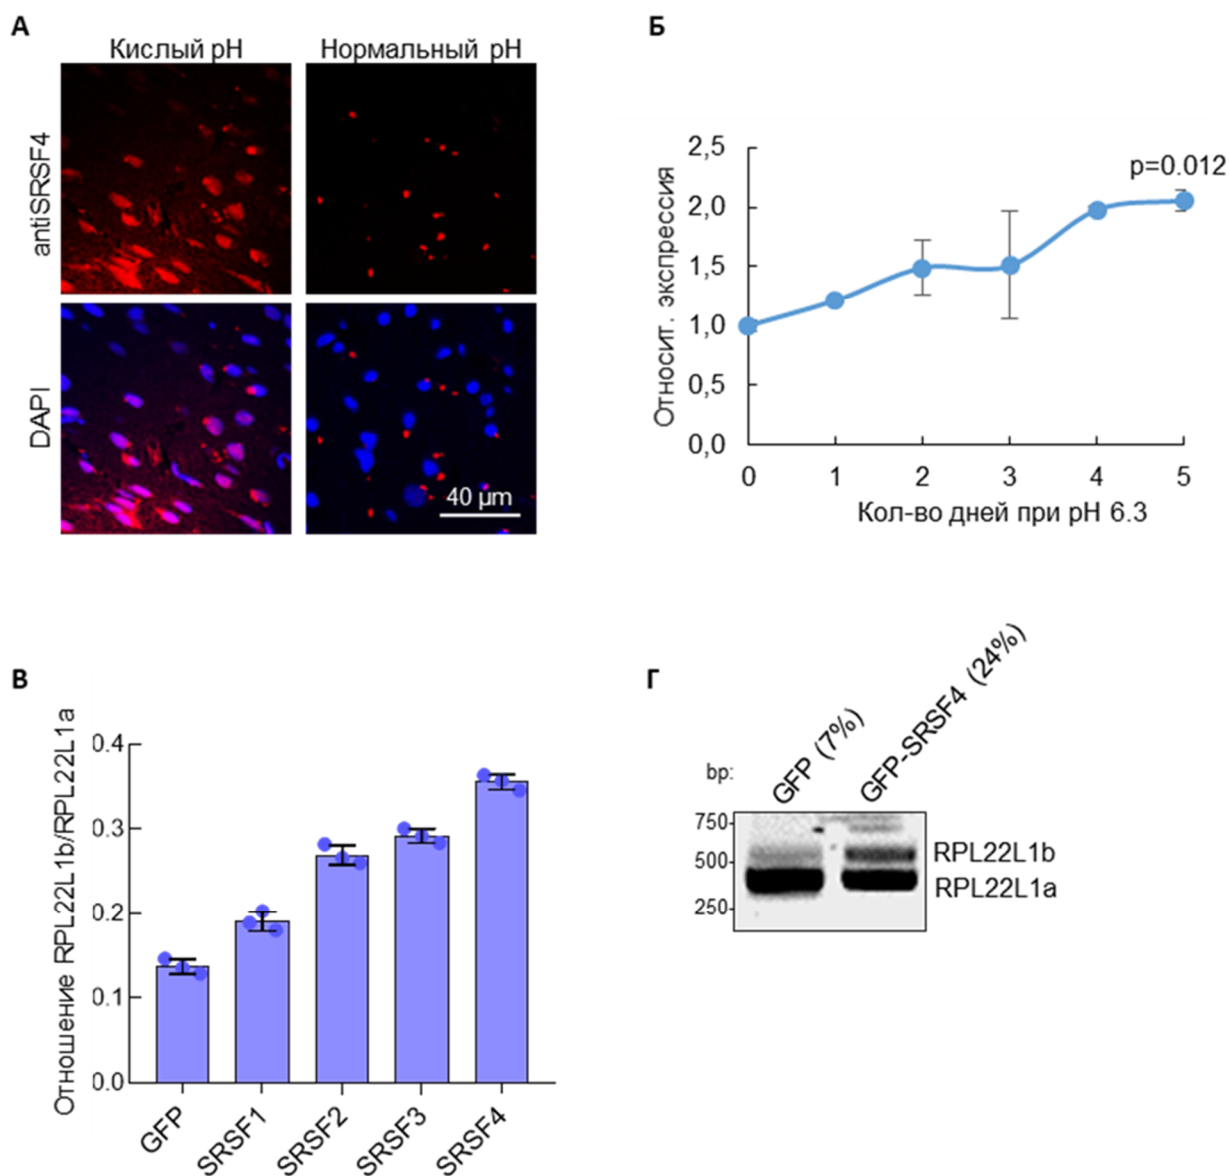 А
Кислый pH
Нормальный pH
antiSRSF4
DAPI
40 µm
Б
Относит. экспрессия
2,5
2,0
1,5
1,0
0,5
0,0
p=0.012
0 1 2 3 4 5
Кол-во дней при pH 6.3
В
Отношение RPL22L1b/RPL22L1a
0.4
0.3
0.2
0.1
0.0
GFP
SRSF1
SRSF2
SRSF3
SRSF4
Г
GFP (7%)
GFP-SRSF4 (24%)
bp:
750
500
250
RPL22L1b
RPL22L1a